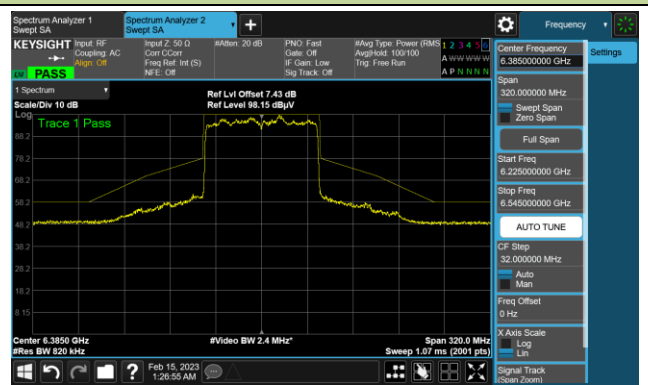 Spectrum Analyzer 1
Swept SA
Spectrum Analyzer 2
Swept SA
+
Frequency
KEYSIGHT
Input: RF
Coupling: AC
Align: Off
Input Z: 50 Ω
Corr CCorr
Freq Ref: Int (S)
NFE: Off
#Atten: 20 dB
PNO: Fast
Gate: Off
IF Gain: Low
Sig Track: Off
#Avg Type: Power (RMS
Avg|Hold: 100/100
Trig: Free Run
1 2 3 4 5 6
A W W W W W
A P N N N N
PASS
1 Spectrum
Scale/Div 10 dB
Log
Ref Lvl Offset 7.43 dB
Ref Level 98.15 dBµV
Trace 1 Pass
88.2
78.2
68.2
58.2
48.2
38.2
28.2
18.2
8.15
Center 6.3850 GHz
#Res BW 820 kHz
#Video BW 2.4 MHz*
Span 320.0 MHz
Sweep 1.07 ms (2001 pts)
Center Frequency
6.385000000 GHz
Settings
Span
320.000000 MHz
Swept Span
Zero Span
Full Span
Start Freq
6.225000000 GHz
Stop Freq
6.545000000 GHz
AUTO TUNE
CF Step
32.000000 MHz
Auto
Man
Freq Offset
0 Hz
X Axis Scale
Log
Lin
Signal Track
(Span Zoom)
?
Feb 15, 2023
1:26:55 AM